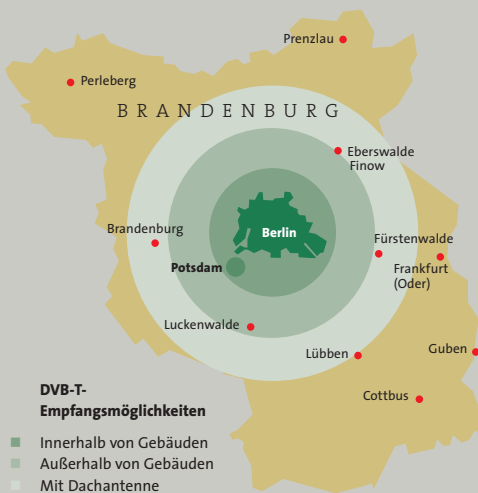 Prenzlau
Perleberg
BRANDENBURG
Eberswalde
Finow
Brandenburg
Berlin
Fürstenwalde
Potsdam
Frankfurt
(Oder)
Luckenwalde
Lübben
Guben
Cottbus
DVB-T-
Empfangsmöglichkeiten
Innerhalb von Gebäuden
Außerhalb von Gebäuden
Mit Dachantenne